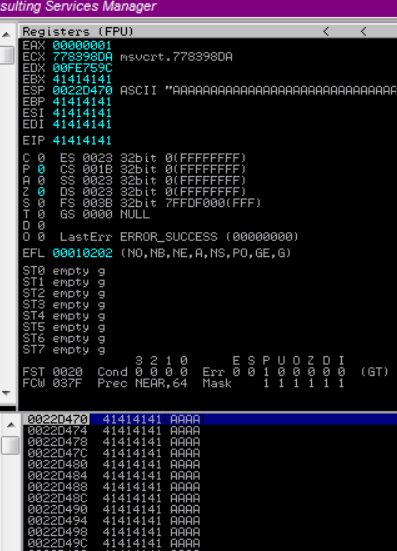 sulting Services Manager
Registers (FPU) < <
EAX 00000001
ECX 778398DA msvcrt.778398DA
EDX 00FE759C
EBX 41414141
ESP 0022D470 ASCII "AAAAAAAAAAAAAAAAAAAAAAAAAAAAAAAAAA
EBP 41414141
ESI 41414141
EDI 41414141
EIP 41414141
C 0 ES 0023 32bit 0(FFFFFFFF)
P 0 CS 001B 32bit 0(FFFFFFFF)
A 0 SS 0023 32bit 0(FFFFFFFF)
Z 0 DS 0023 32bit 0(FFFFFFFF)
S 0 FS 003B 32bit 7FFDF000(FFF)
T 0 GS 0000 NULL
D 0
O 0 LastErr ERROR_SUCCESS (00000000)
EFL 00010202 (NO,NB,NE,A,NS,PO,GE,G)
ST0 empty g
ST1 empty g
ST2 empty g
ST3 empty g
ST4 empty g
ST5 empty g
ST6 empty g
ST7 empty g
3 2 1 0 E S P U O Z D I
FST 0020 Cond 0 0 0 0 Err 0 0 1 0 0 0 0 0 (GT)
FCW 037F Prec NEAR,64 Mask 1 1 1 1 1 1
0022D470 41414141 AAAA
0022D474 41414141 AAAA
0022D478 41414141 AAAA
0022D47C 41414141 AAAA
0022D480 41414141 AAAA
0022D484 41414141 AAAA
0022D488 41414141 AAAA
0022D48C 41414141 AAAA
0022D490 41414141 AAAA
0022D494 41414141 AAAA
0022D498 41414141 AAAA
0022D49C 41414141 AAAA